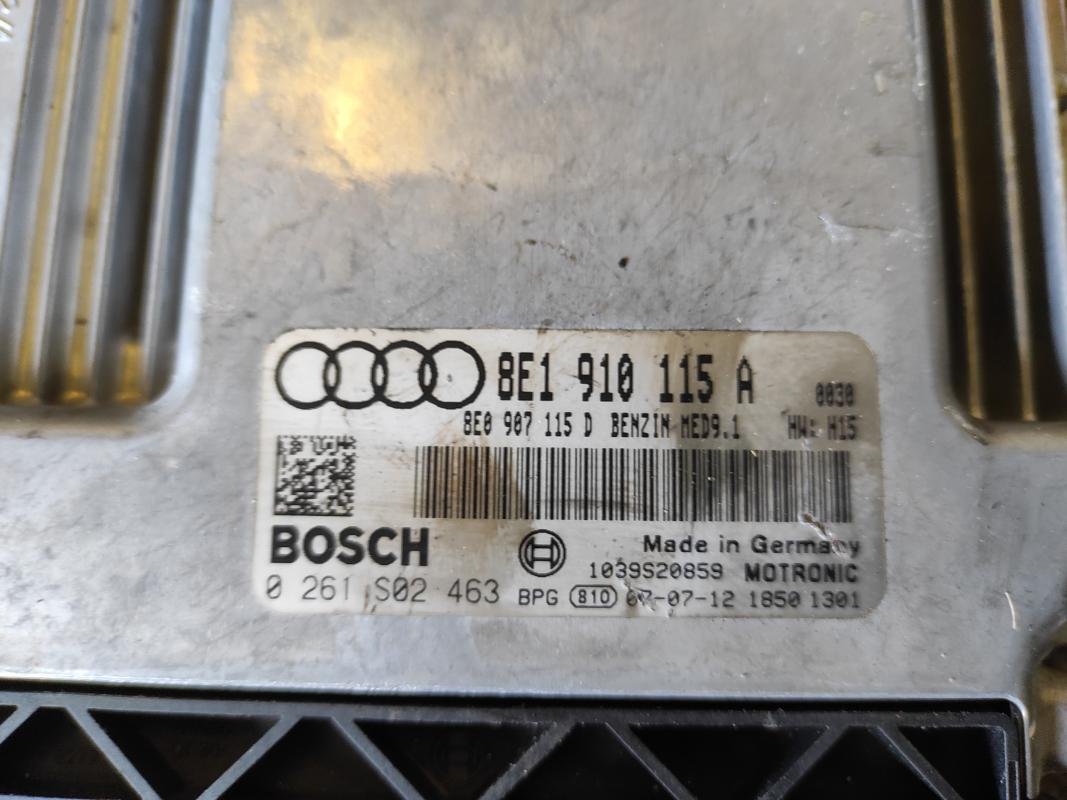 8E1 910 115 A 0030
8E0 907 115 D BENZIN MED9.1 HW: H15
BOSCH
Made in Germany
1039S20859 MOTRONIC
0 261 S02 463 BPG 810 07-07-12 1850 1301